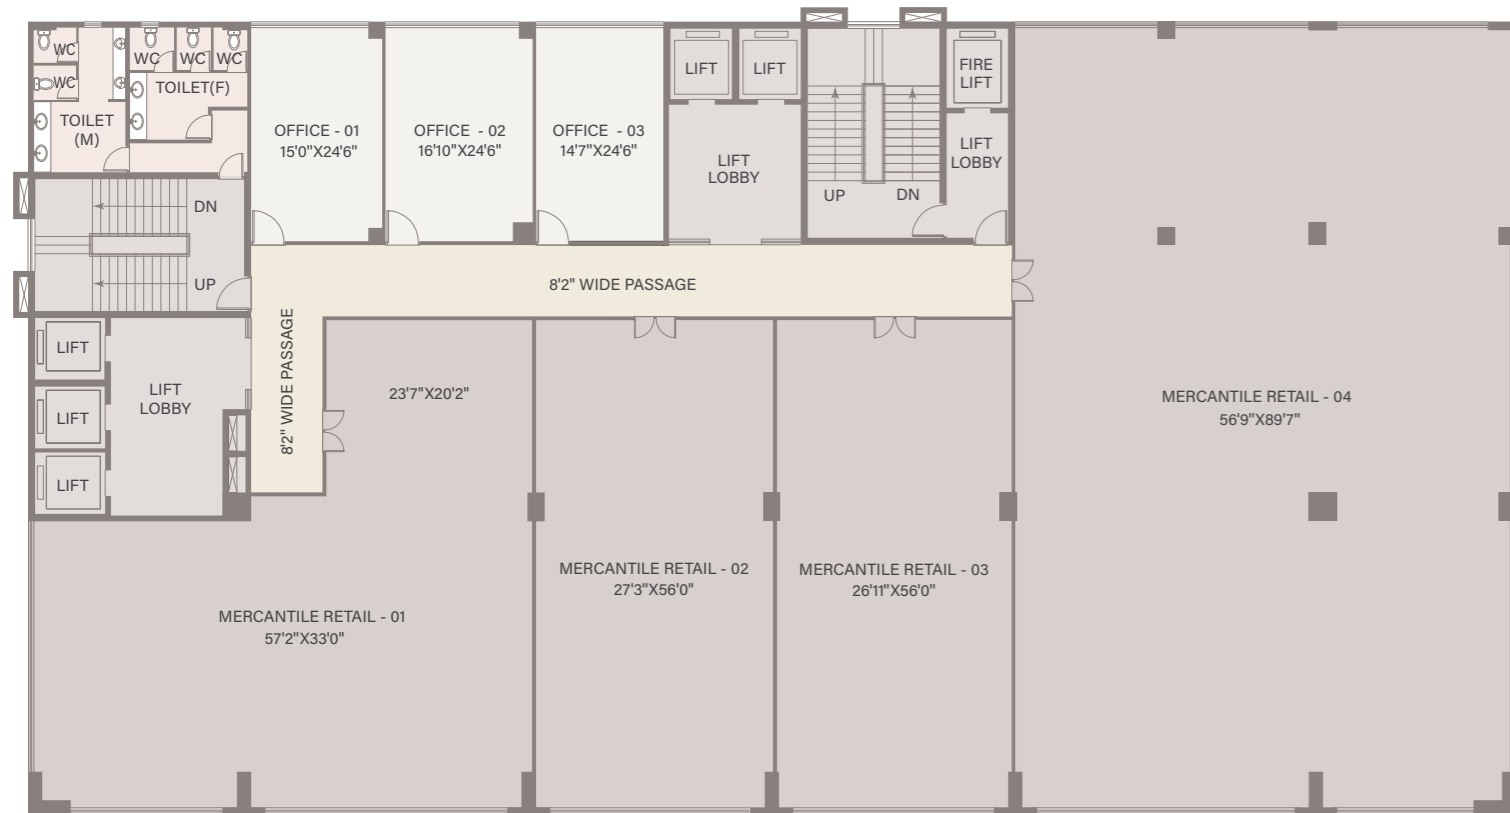 WC
WC
WC
WC
WC
TOILET(F)
TOILET
(M)
OFFICE - 01
15'0"X24'6"
OFFICE - 02
16'10"X24'6"
OFFICE - 03
14'7"X24'6"
LIFT
LIFT
LIFT
LOBBY
UP
DN
FIRE
LIFT
LIFT
LOBBY
DN
UP
8'2" WIDE PASSAGE
8'2" WIDE PASSAGE
LIFT
LIFT
LIFT
LIFT
LOBBY
23'7"X20'2"
MERCANTILE RETAIL - 01
57'2"X33'0"
MERCANTILE RETAIL - 02
27'3"X56'0"
MERCANTILE RETAIL - 03
26'11"X56'0"
MERCANTILE RETAIL - 04
56'9"X89'7"